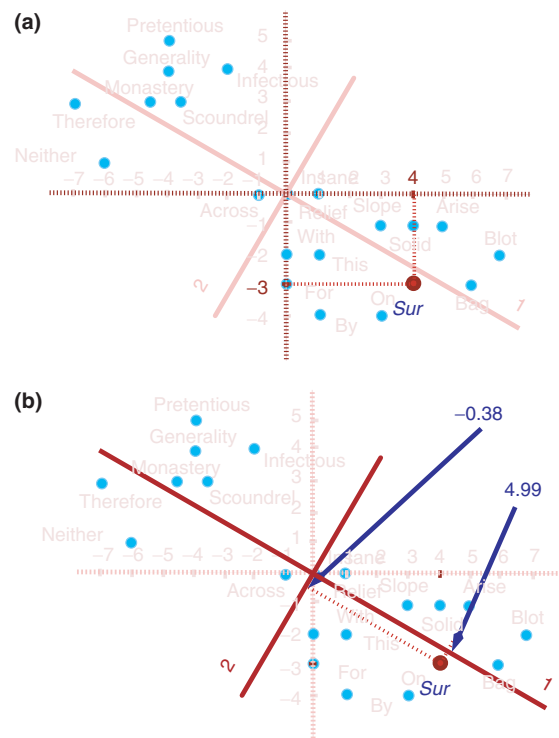 (a)
Pretentious
5
Generality
4
Infectious
Monastery
3
Scoundrel
Therefore
2
Neither
1
Insane
4
−7 −6 −5 −4 −3 −2 −1 2 3 5 6 7
Across
Relief
Slope
Arise
−1
With
Solid
Blot
−2
This
−3
For
On
Sur
Bag
1
2
−4
By
(b)
−0.38
Pretentious
5
Generality
4
Infectious
4.99
Monastery
3
Scoundrel
Therefore
2
Neither
1
Insane
−7 −6 −5 −4 −3 −2 −1 2 3 5 6 7
Across
Relief
Slope
Arise
With
Solid
Blot
−2
This
2
−3
For
On
Sur
Bag
1
−4
By